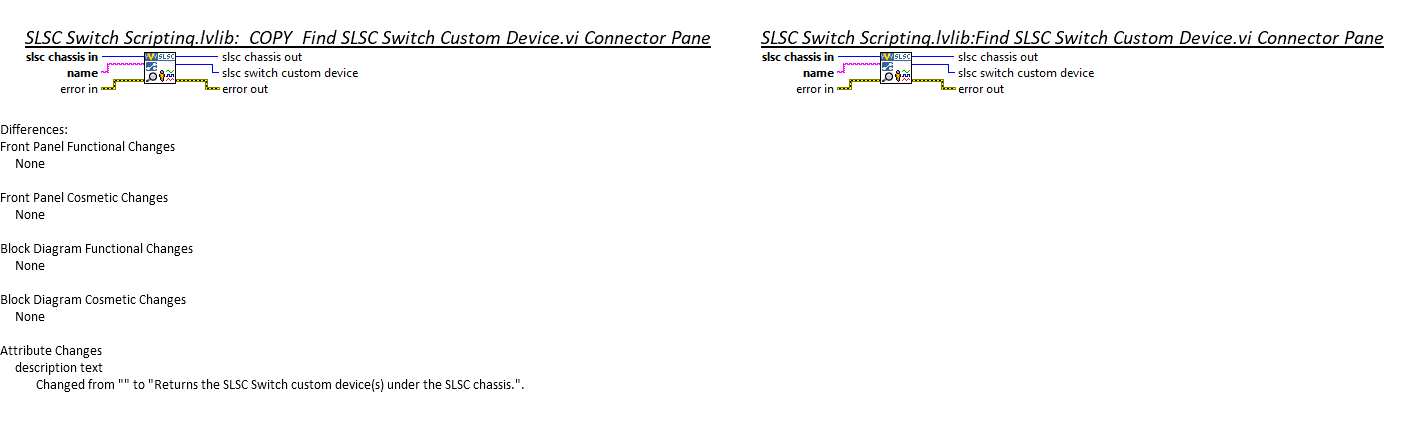 SLSC Switch Scripting.lvlib:_COPY_Find SLSC Switch Custom Device.vi Connector Pane
slsc chassis in
slsc chassis out
name
slsc switch custom device
error in
error out
SLSC Switch Scripting.lvlib:Find SLSC Switch Custom Device.vi Connector Pane
slsc chassis in
SLSC
slsc chassis out
name
slsc switch custom device
error in
error out
Differences:
Front Panel Functional Changes
None
Front Panel Cosmetic Changes
None
Block Diagram Functional Changes
None
Block Diagram Cosmetic Changes
None
Attribute Changes
description text
Changed from "" to "Returns the SLSC Switch custom device(s) under the SLSC chassis.".